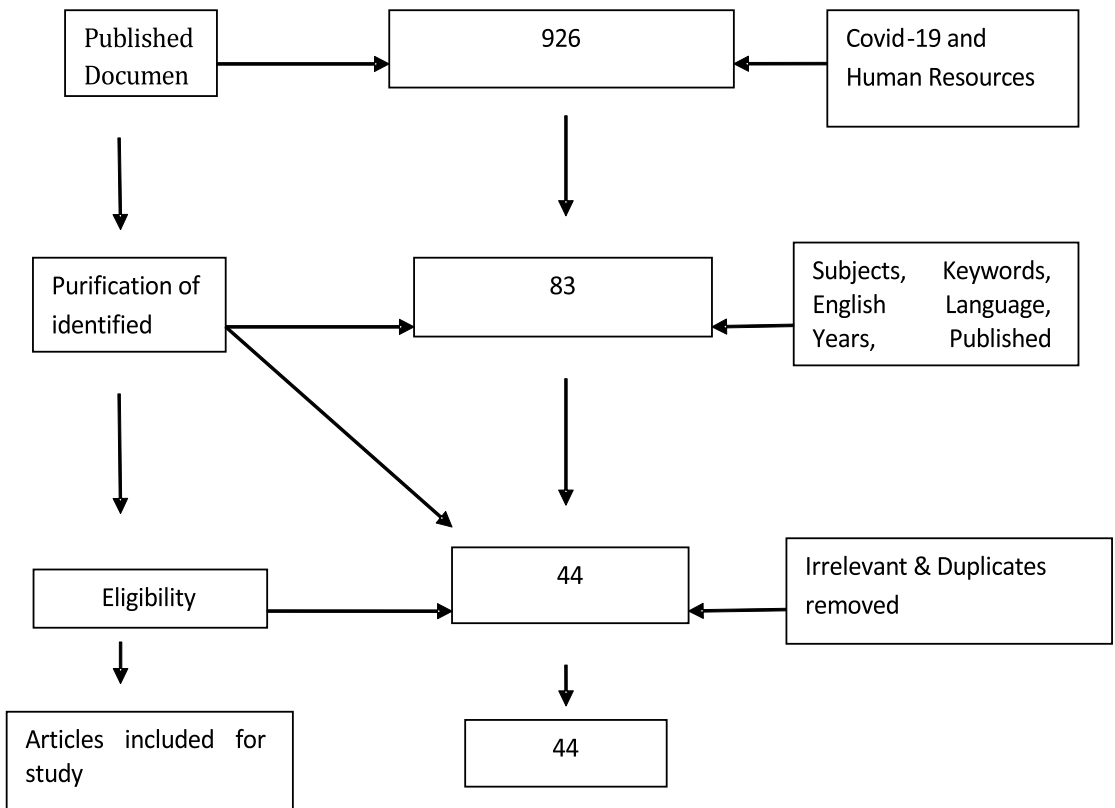 Published
Documen
926
Covid-19 and
Human Resources
Purification of
identified
83
Subjects, Keywords,
English Language,
Years, Published
Eligibility
44
Irrelevant & Duplicates
removed
Articles included for
study
44